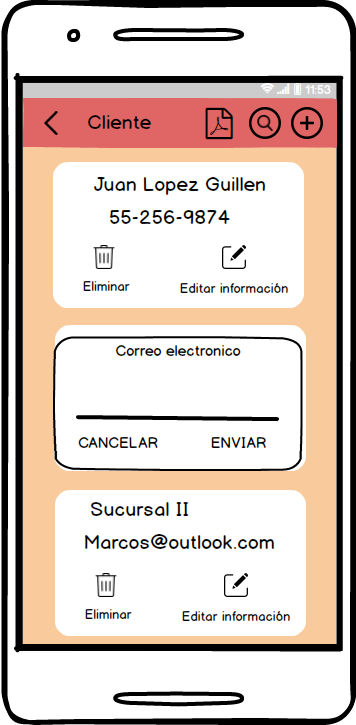 11:53
Cliente
Juan Lopez Guillen
55-256-9874
Eliminar Editar información
Correo electronico
CANCELAR ENVIAR
Sucursal II
Marcos@outlook.com
Eliminar Editar información